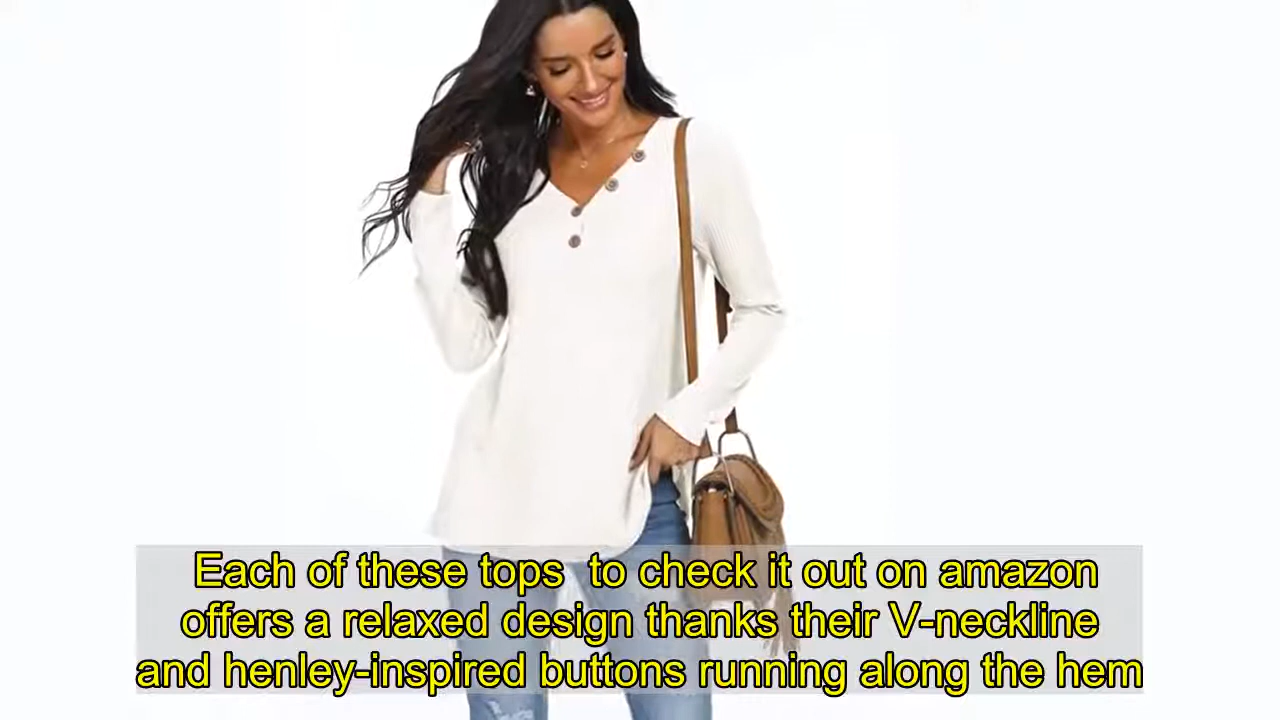 Each of these tops to check it out on amazon
offers a relaxed design thanks their V-neckline
and henley-inspired buttons running along the hem